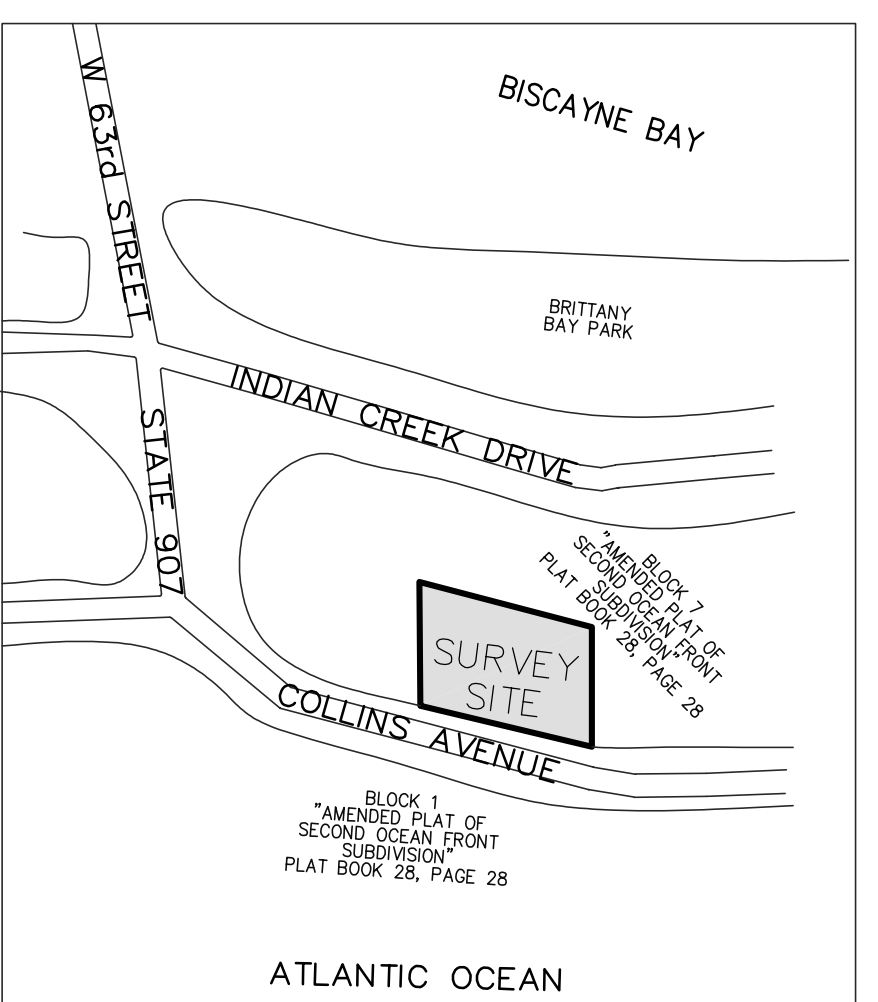 W 63rd STREET
BISCAYNE BAY
BRITTANY
BAY PARK
INDIAN CREEK DRIVE
STATE 907
BLOCK 7
"AMENDED PLAT OF
SECOND OCEAN FRONT
SUBDIVISION"
PLAT BOOK 28, PAGE 28
SURVEY
SITE
COLLINS AVENUE
BLOCK 1
"AMENDED PLAT OF
SECOND OCEAN FRONT
SUBDIVISION"
PLAT BOOK 28, PAGE 28
ATLANTIC OCEAN